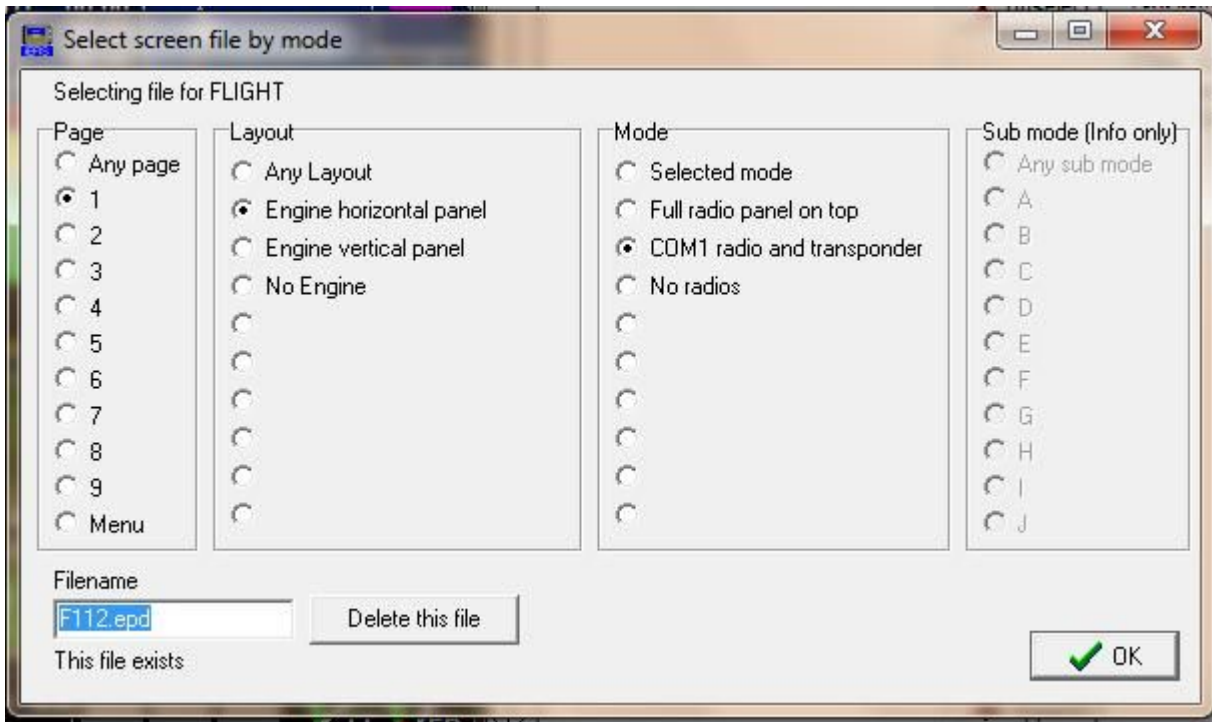 Select screen file by mode
Selecting file for FLIGHT
Page
Any page
1
2
3
4
5
6
7
8
9
Menu
Layout
Any Layout
Engine horizontal panel
Engine vertical panel
No Engine
Mode
Selected mode
Full radio panel on top
COM1 radio and transponder
No radios
Sub mode (Info only)
Any sub mode
A
B
C
D
E
F
G
H
I
J
Filename
F112.epd
Delete this file
This file exists
OK